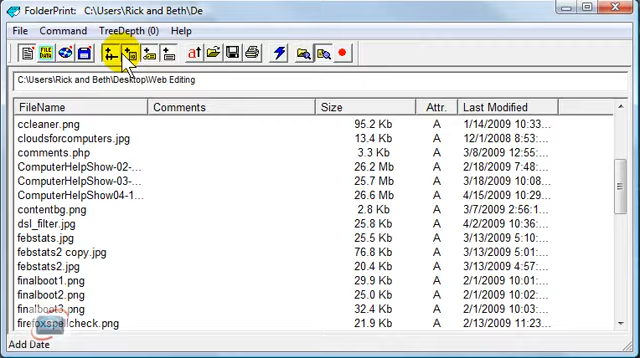 FolderPrint: C:\Users\Rick and Beth\De
File Command TreeDepth (0) Help
FILE DATA
C:\Users\Rick and Beth\Desktop\Web Editing
FileName Comments Size Attr. Last Modified
ccleaner.png 95.2 Kb A 1/14/2009 10:33...
cloudsforcomputers.jpg 13.4 Kb A 12/1/2008 8:53:...
comments.php 3.3 Kb A 3/8/2009 12:55:...
ComputerHelpShow-02-... 26.2 Mb A 2/18/2009 7:48:...
ComputerHelpShow-03-... 25.7 Mb A 3/18/2009 10:08...
ComputerHelpShow04-1... 26.6 Mb A 4/15/2009 10:29...
contentbg.png 2.8 Kb A 3/7/2009 2:56:1...
dsl_filter.jpg 25.8 Kb A 4/2/2009 10:36:...
febstats.jpg 25.5 Kb A 3/13/2009 5:10:...
febstats2 copy.jpg 76.8 Kb A 3/13/2009 5:01:...
febstats2.jpg 20.4 Kb A 3/13/2009 4:57:...
finalboot1.png 29.9 Kb A 2/1/2009 10:01:...
finalboot2.png 25.0 Kb A 2/1/2009 10:02:...
finalboot3.png 32.4 Kb A 2/1/2009 10:03:...
firefoxspellcheck.png 21.9 Kb A 2/13/2009 11:23...
Add Date